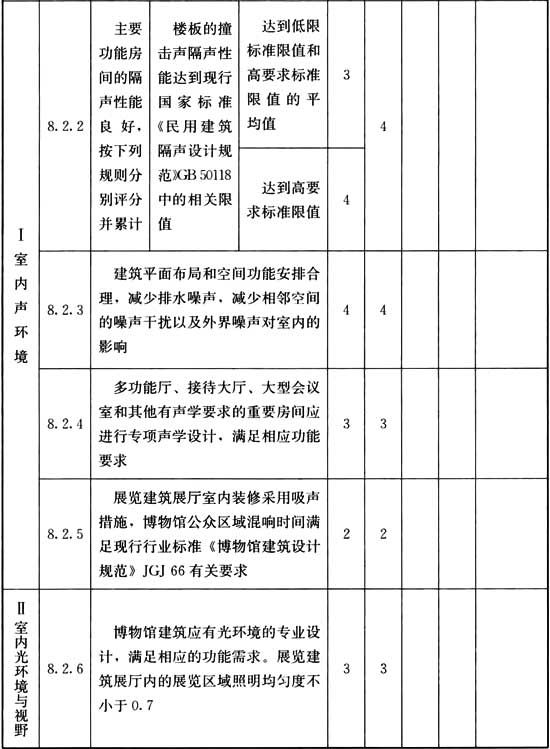 Ⅰ
室
内
声
环
境
8.2.2
主要
功能房
间的隔
声性能
良好，
按下列
规则分
别评分
并累计
楼板的撞
击声隔声性
能达到现行
国家标准
《民用建筑
隔声设计规
范》GB 50118
中的相关限
值
达到低限
标准限值和
高要求标准
限值的平
均值
3
达到高要
求标准限值
4
4
8.2.3
建筑平面布局和空间功能安排合
理，减少排水噪声，减少相邻空间
的噪声干扰以及外界噪声对室内的
影响
4
4
8.2.4
多功能厅、接待大厅、大型会议
室和其他有声学要求的重要房间应
进行专项声学设计，满足相应功能
要求
3
3
8.2.5
展览建筑展厅室内装修采用吸声
措施，博物馆公众区域混响时间满
足现行行业标准《博物馆建筑设计
规范》JGJ 66有关要求
2
2
Ⅱ
室
内
光
环
境
与
视
野
8.2.6
博物馆建筑应有光环境的专业设
计，满足相应的功能需求。展览建
筑展厅内的展览区域照明均匀度不
小于0.7
3
3